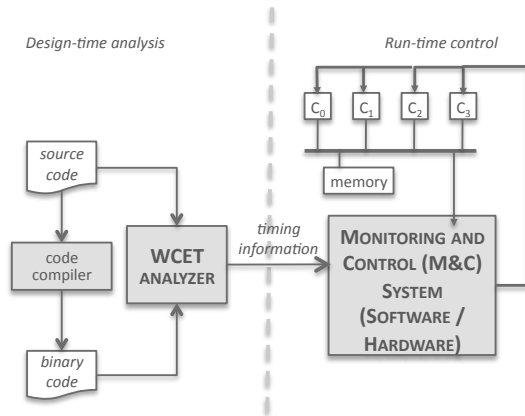 Design-time analysis
Run-time control
C0
C1
C2
C3
memory
source
code
code
compiler
binary
code
WCET
ANALYZER
timing
information
MONITORING AND
CONTROL (M&C)
SYSTEM
(SOFTWARE /
HARDWARE)